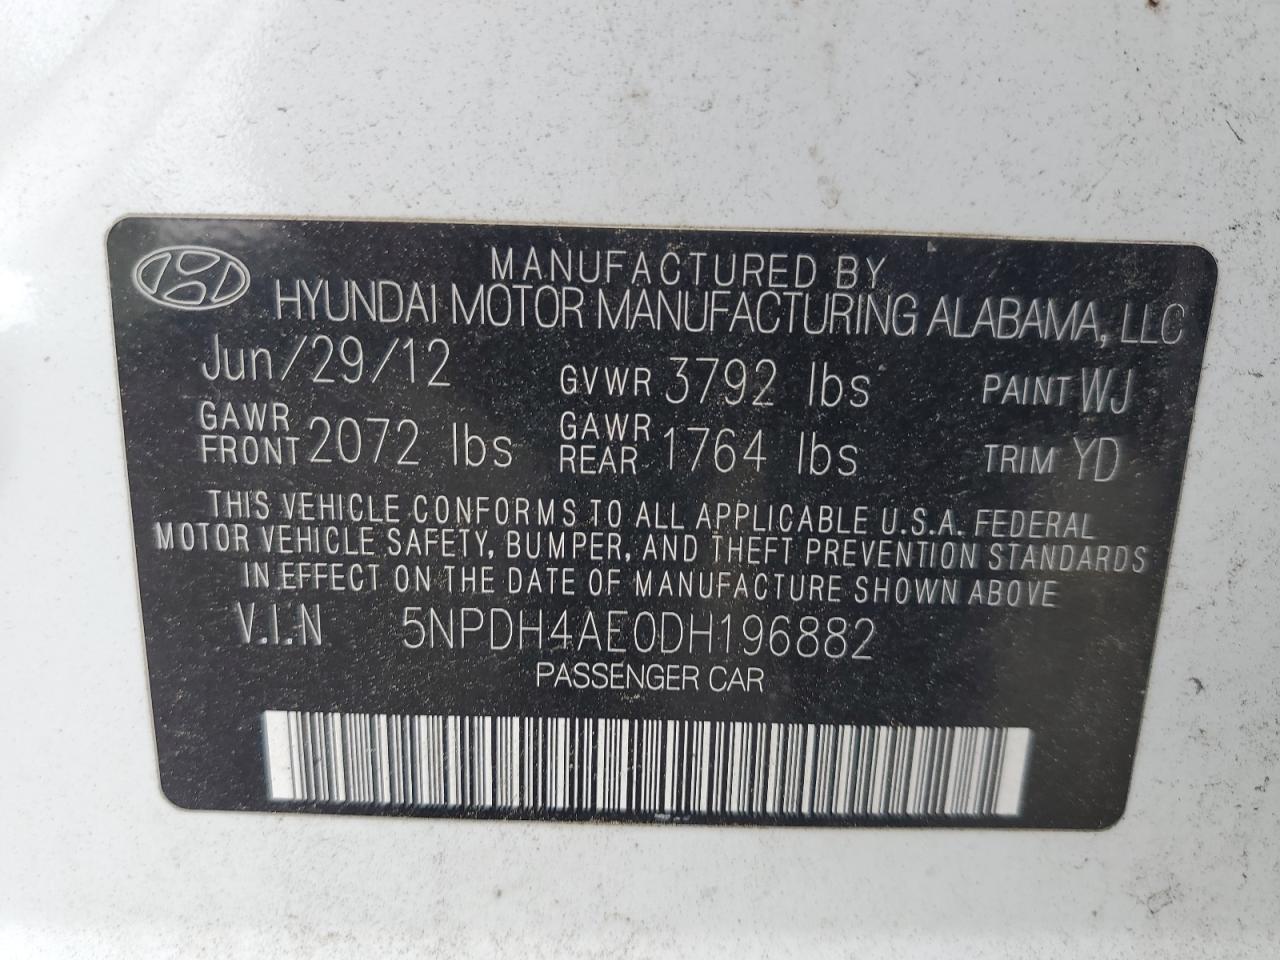 MANUFACTURED BY
HYUNDAI MOTOR MANUFACTURING ALABAMA, LLC
Jun/29/12 GVWR 3792 lbs PAINT WJ
GAWR FRONT 2072 lbs GAWR REAR 1764 lbs TRIM YD
THIS VEHICLE CONFORMS TO ALL APPLICABLE U.S.A. FEDERAL
MOTOR VEHICLE SAFETY, BUMPER, AND THEFT PREVENTION STANDARDS
IN EFFECT ON THE DATE OF MANUFACTURE SHOWN ABOVE
V.I.N 5NPDH4AE0DH196882
PASSENGER CAR